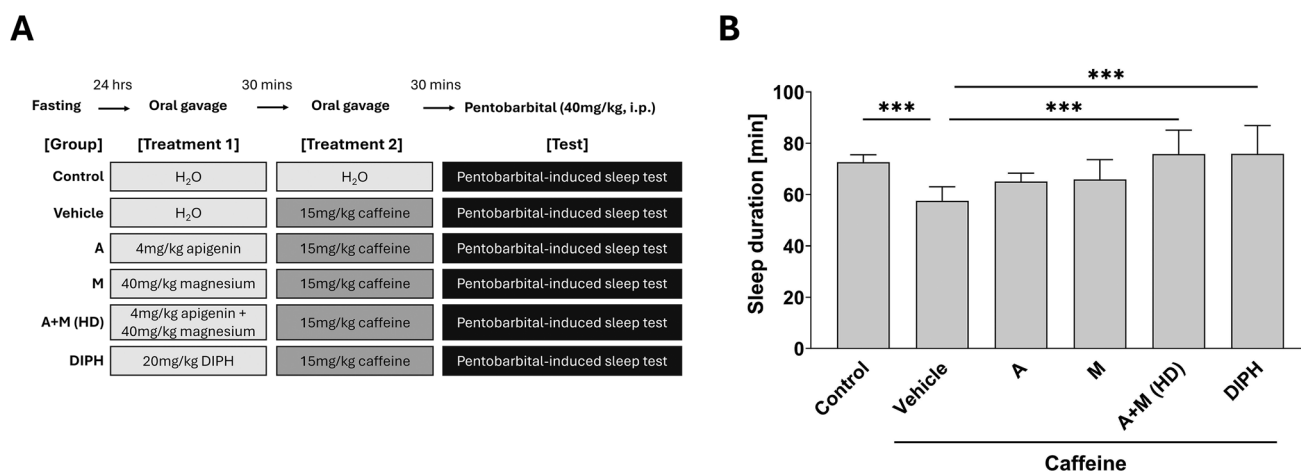 A
24 hrs 30 mins 30 mins
Fasting Oral gavage Oral gavage Pentobarbital (40mg/kg, i.p.)
[Group] [Treatment 1] [Treatment 2] [Test]
Control H₂O H₂O Pentobarbital-induced sleep test
Vehicle H₂O 15mg/kg caffeine Pentobarbital-induced sleep test
A 4mg/kg apigenin 15mg/kg caffeine Pentobarbital-induced sleep test
M 40mg/kg magnesium 15mg/kg caffeine Pentobarbital-induced sleep test
A+M (HD) 4mg/kg apigenin +
40mg/kg magnesium 15mg/kg caffeine Pentobarbital-induced sleep test
DIPH 20mg/kg DIPH 15mg/kg caffeine Pentobarbital-induced sleep test
B
***
*** ***
Sleep duration [min]
100
80
60
40
20
0
Control Vehicle A M A+M (HD) DIPH
Caffeine